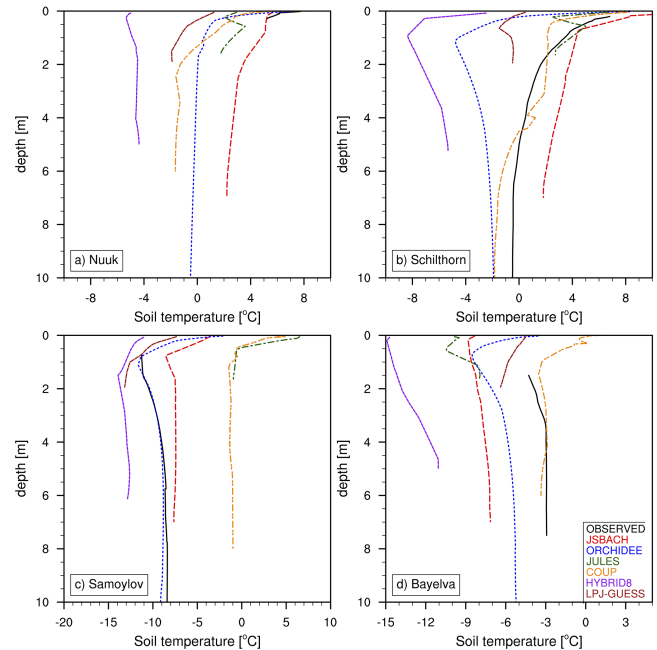 0
2
4
6
8
10
depth [m]
a) Nuuk
-8
-4
0
4
8
Soil temperature [°C]
0
2
4
6
8
10
depth [m]
b) Schilthorn
-8
-4
0
4
8
Soil temperature [°C]
0
2
4
6
8
10
depth [m]
c) Samoylov
-20
-15
-10
-5
0
5
10
Soil temperature [°C]
0
2
4
6
8
10
depth [m]
OBSERVED
JSBACH
ORCHIDEE
JULES
COUP
HYBRID8
LPJ-GUESS
d) Bayelva
-15
-12
-9
-6
-3
0
3
Soil temperature [°C]